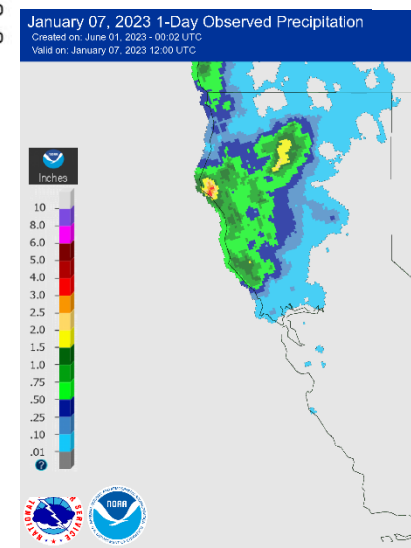 January 07, 2023 1-Day Observed Precipitation
Created on: June 01, 2023 - 00:02 UTC
Valid on: January 07, 2023 12:00 UTC
Inches
10
8.0
6.0
5.0
4.0
3.0
2.5
2.0
1.5
1.0
.75
.50
.25
.10
.01
?
NATIONAL
SERVICE
NOAA